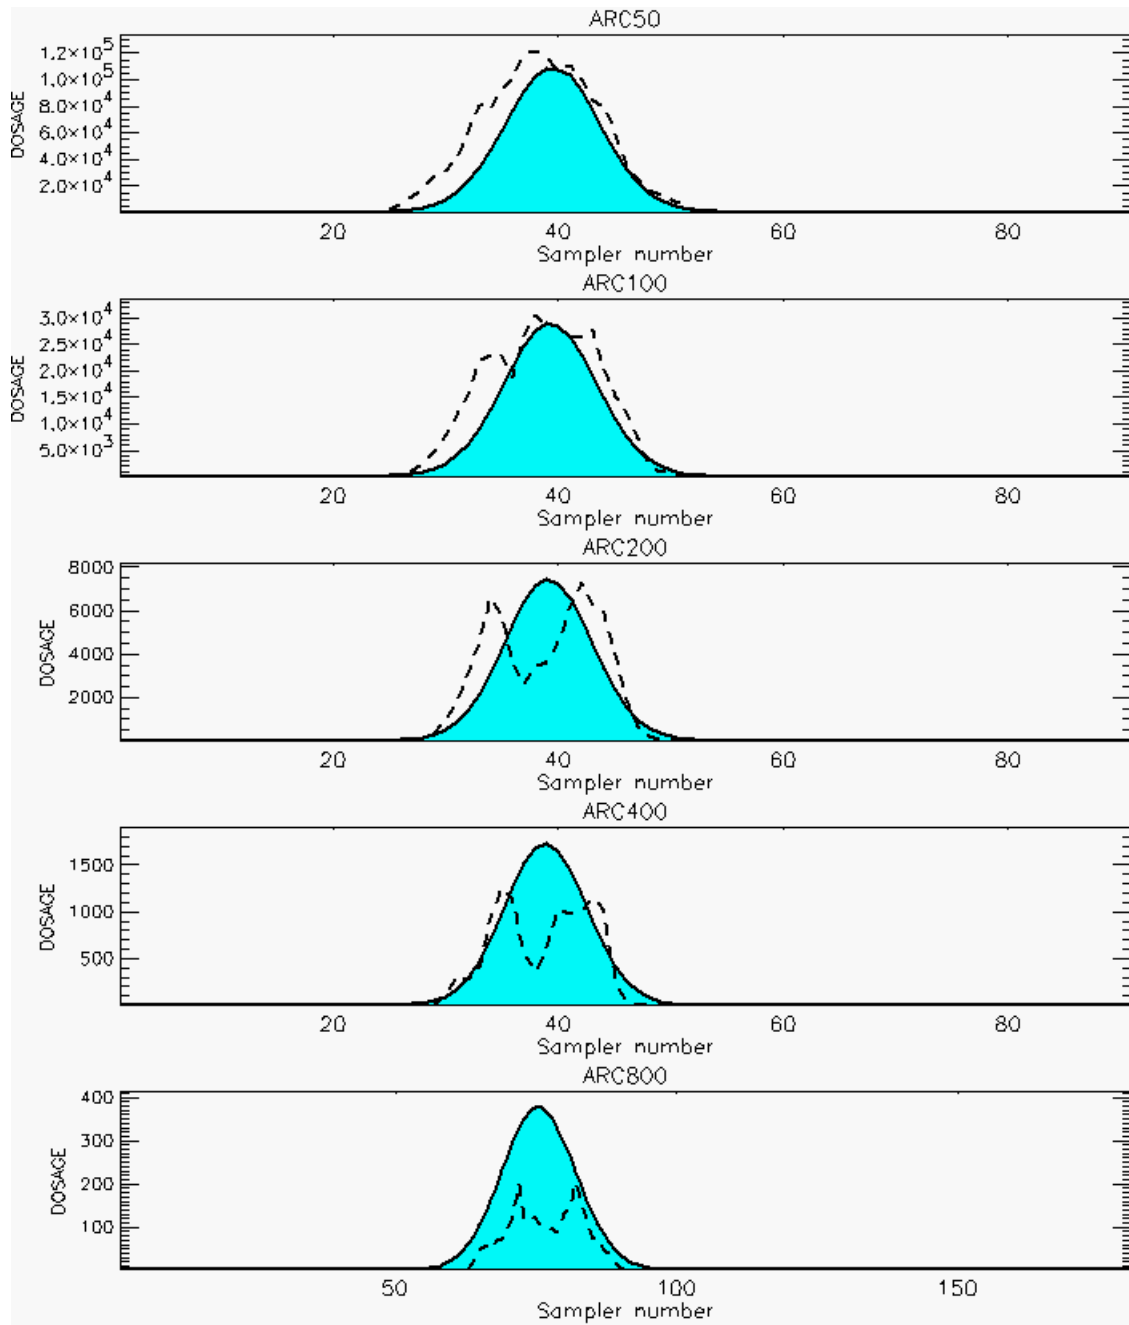 ARC50
1.2×10^5
1.0×10^5
8.0×10^4
6.0×10^4
4.0×10^4
2.0×10^4
DOSAGE
20 40 60 80
Sampler number
ARC100
3.0×10^4
2.5×10^4
2.0×10^4
1.5×10^4
1.0×10^4
5.0×10^3
DOSAGE
20 40 60 80
Sampler number
ARC200
8000
6000
4000
2000
DOSAGE
20 40 60 80
Sampler number
ARC400
1500
1000
500
DOSAGE
20 40 60 80
Sampler number
ARC800
400
300
200
100
DOSAGE
50 100 150
Sampler number